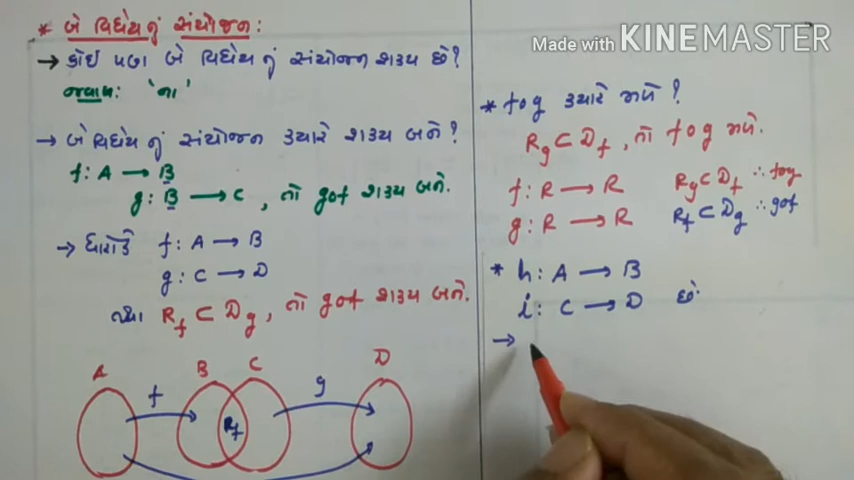 * બે વિધેયનું સંયોજન :
→ કોઈ પણ બે વિધેયનું સંયોજન શક્ય છે?
જવાબ: 'ના'
→ બે વિધેયનું સંયોજન ક્યારે શક્ય બને?
f: A → B
g: B → C, તો gof શક્ય બને.
→ ધારોકે f: A → B
g: C → D
જ્યાં R_f ⊂ D_g, તો gof શક્ય બને.
A B C D
f g
R_f
Made with KINEMASTER
* fog ક્યારે મળે?
R_g ⊂ D_f, તો fog મળે.
f: R → R R_g ⊂ D_f ∴ fog
g: R → R R_f ⊂ D_g ∴ gof
* h: A → B
i: C → D છે.
→